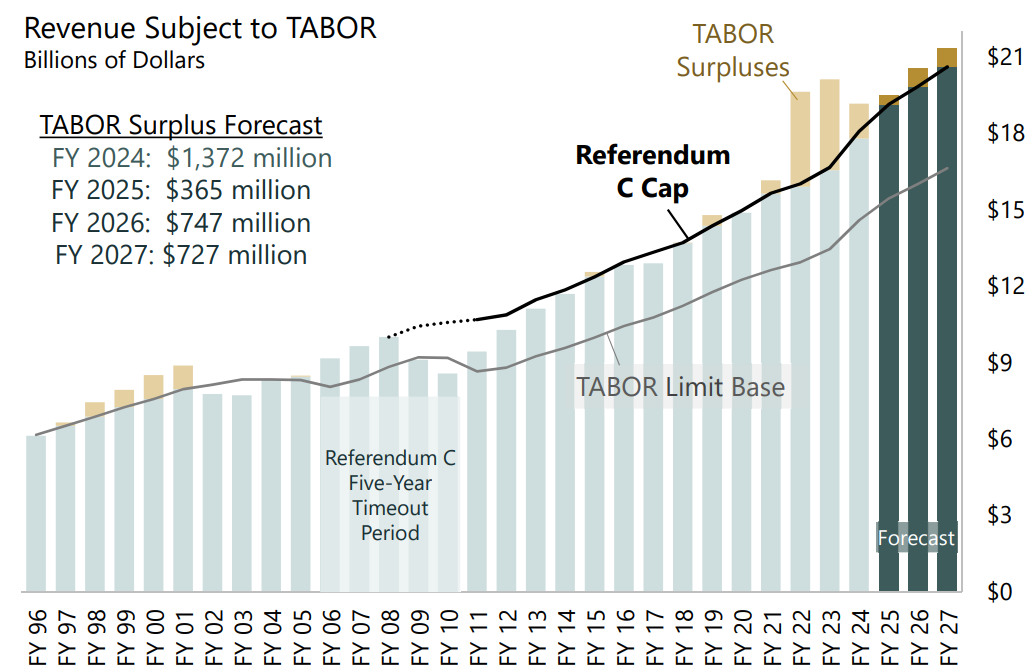 Revenue Subject to TABOR
Billions of Dollars
TABOR Surplus Forecast
FY 2024: $1,372 million
FY 2025: $365 million
FY 2026: $747 million
FY 2027: $727 million
TABOR
Surpluses
Referendum
C Cap
TABOR Limit Base
Referendum C
Five-Year
Timeout
Period
Forecast
$21
$18
$15
$12
$9
$6
$3
$0
FY 96
FY 97
FY 98
FY 99
FY 00
FY 01
FY 02
FY 03
FY 04
FY 05
FY 06
FY 07
FY 08
FY 09
FY 10
FY 11
FY 12
FY 13
FY 14
FY 15
FY 16
FY 17
FY 18
FY 19
FY 20
FY 21
FY 22
FY 23
FY 24
FY 25
FY 26
FY 27